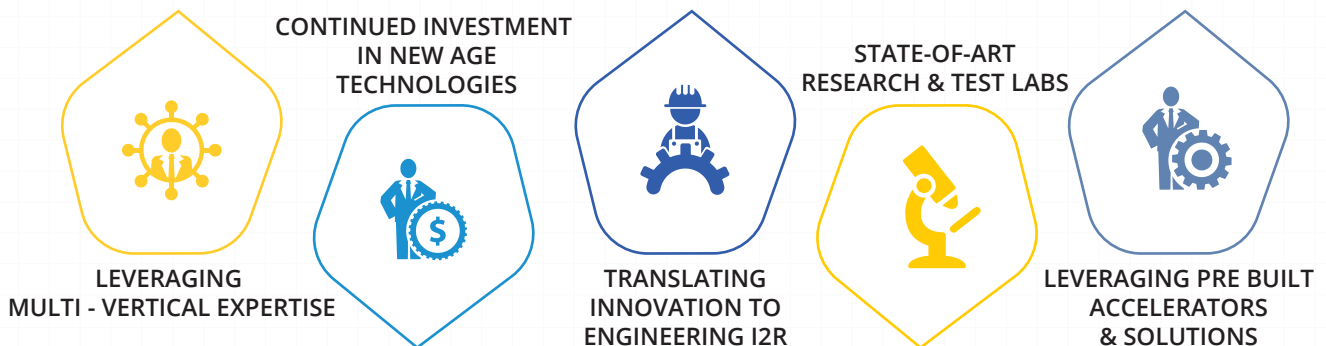 LEVERAGING
MULTI - VERTICAL EXPERTISE
CONTINUED INVESTMENT
IN NEW AGE
TECHNOLOGIES
$
TRANSLATING
INNOVATION TO
ENGINEERING I2R
STATE-OF-ART
RESEARCH & TEST LABS
LEVERAGING PRE BUILT
ACCELERATORS
& SOLUTIONS